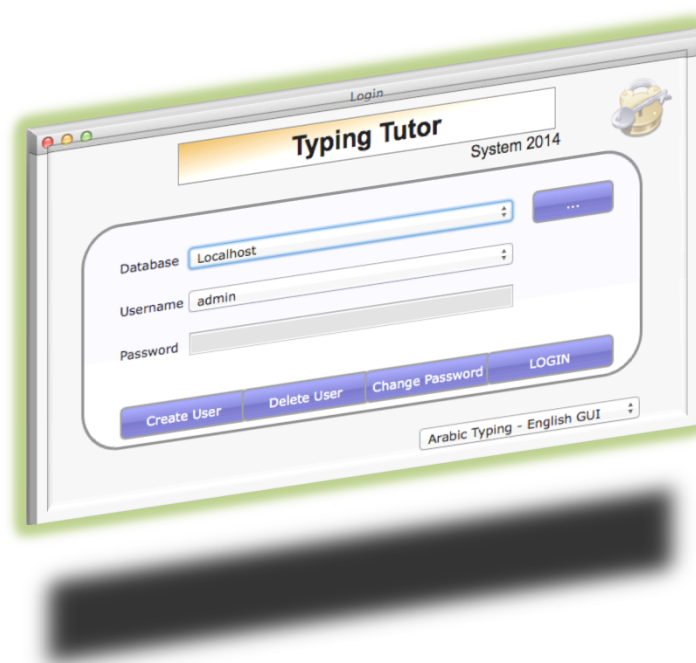 Login
Typing Tutor
System 2014
Database Localhost ...
Username admin
Password
Create User Delete User Change Password LOGIN
Arabic Typing - English GUI